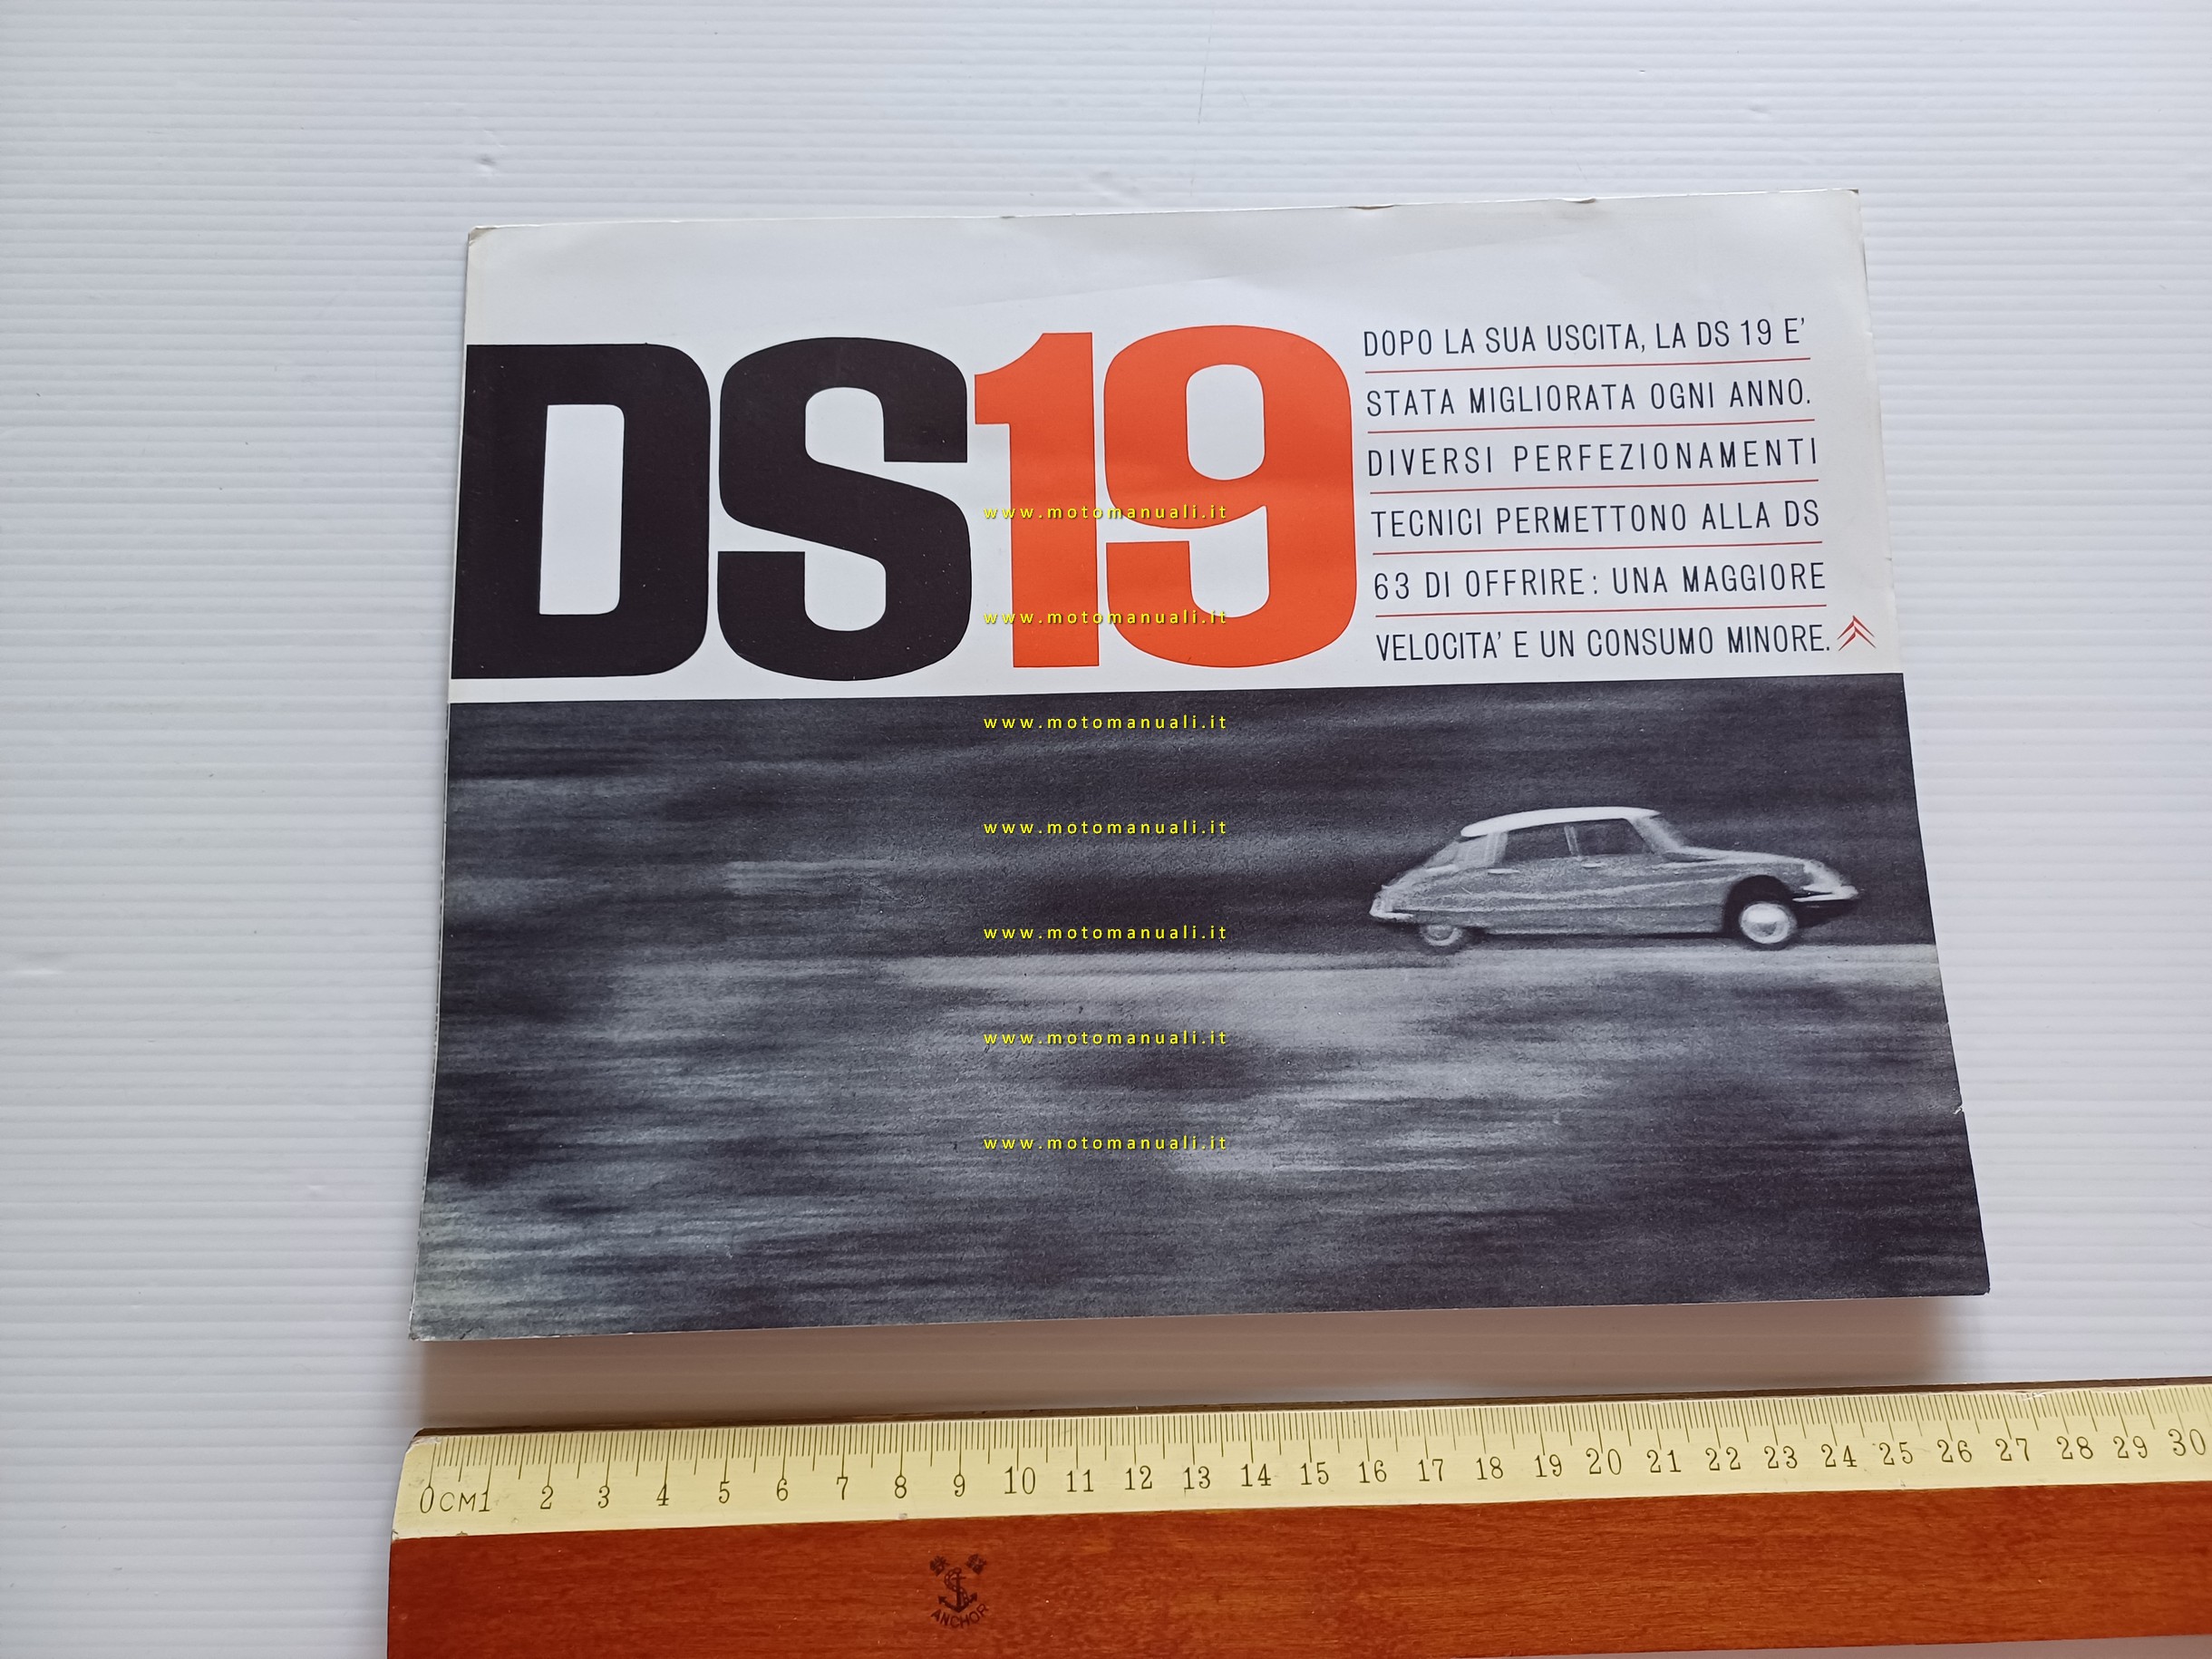 DS19
DOPO LA SUA USCITA, LA DS 19 E'
STATA MIGLIORATA OGNI ANNO.
DIVERSI PERFEZIONAMENTI
TECNICI PERMETTONO ALLA DS
63 DI OFFRIRE: UNA MAGGIORE
VELOCITA' E UN CONSUMO MINORE.
www.motomanuali.it
www.motomanuali.it
www.motomanuali.it
www.motomanuali.it
www.motomanuali.it
www.motomanuali.it
www.motomanuali.it
0CM1 2 3 4 5 6 7 8 9 10 11 12 13 14 15 16 17 18 19 20 21 22 23 24 25 26 27 28 29 30
ANCHOR